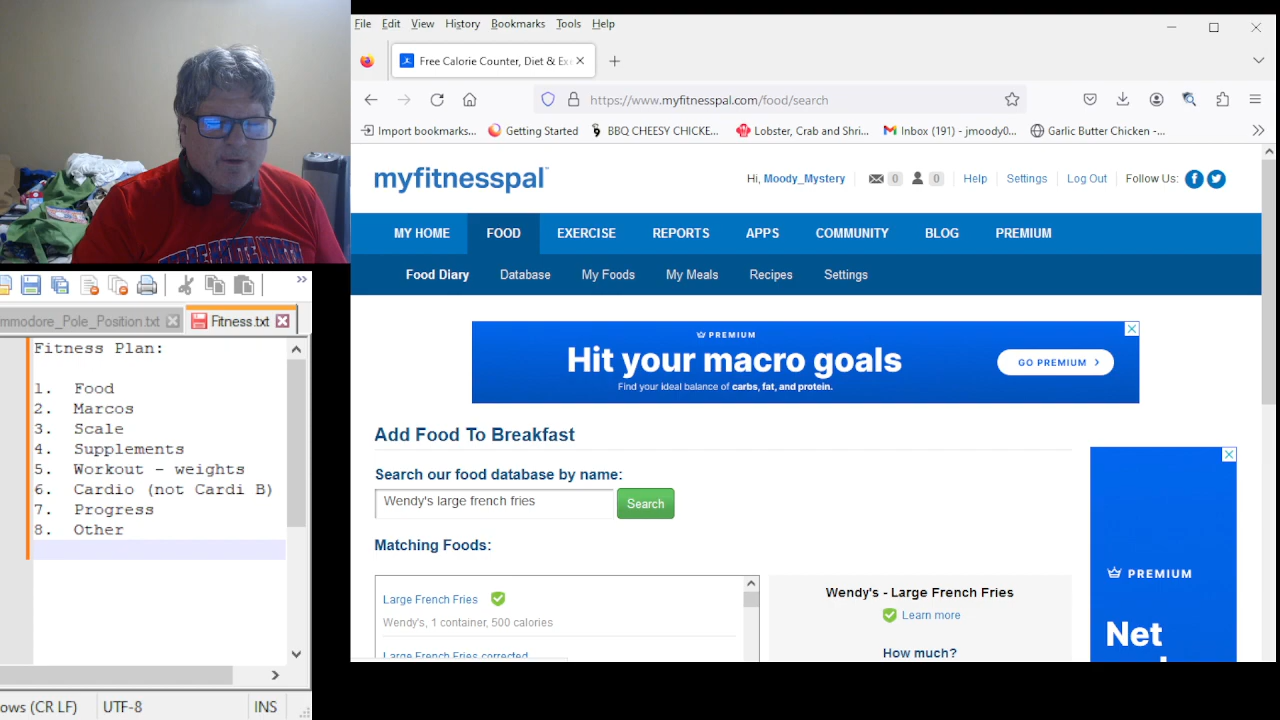 File Edit View History Bookmarks Tools Help
Free Calorie Counter, Diet & Ex
https://www.myfitnesspal.com/food/search
Import bookmarks... Getting Started BBQ CHEESY CHICKE... Lobster, Crab and Shri... Inbox (191) - jmoody0... Garlic Butter Chicken -...
myfitnesspal
Hi, Moody_Mystery 0 0 Help Settings Log Out Follow Us:
MY HOME FOOD EXERCISE REPORTS APPS COMMUNITY BLOG PREMIUM
Food Diary Database My Foods My Meals Recipes Settings
PREMIUM
Hit your macro goals
Find your ideal balance of carbs, fat, and protein.
GO PREMIUM
Add Food To Breakfast
Search our food database by name:
Wendy's large french fries Search
Matching Foods:
Large French Fries
Wendy's, 1 container, 500 calories
Large French Fries corrected
Wendy's - Large French Fries
Learn more
How much?
PREMIUM
Net
mmodore_Pole_Position.txt Fitness.txt
Fitness Plan:
1. Food
2. Marcos
3. Scale
4. Supplements
5. Workout - weights
6. Cardio (not Cardi B)
7. Progress
8. Other
ows (CR LF) UTF-8 INS